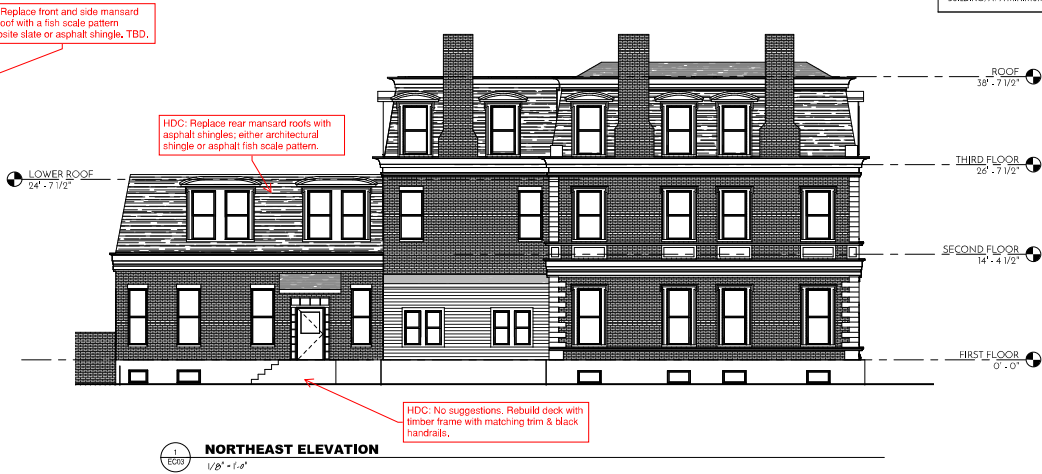 Replace front and side mansard
roof with a fish scale pattern
slate or asphalt shingle. TBD.
HDC: Replace rear mansard roofs with
asphalt shingles; either architectural
shingle or asphalt fish scale pattern.
ROOF
38' - 7 1/2"
THIRD FLOOR
26' - 7 1/2"
LOWER ROOF
24' - 7 1/2"
SECOND FLOOR
14' - 4 1/2"
FIRST FLOOR
0' - 0"
HDC: No suggestions. Rebuild deck with
timber frame with matching trim & black
handrails.
1
EC03
NORTHEAST ELEVATION
1/8" = 1'-0"